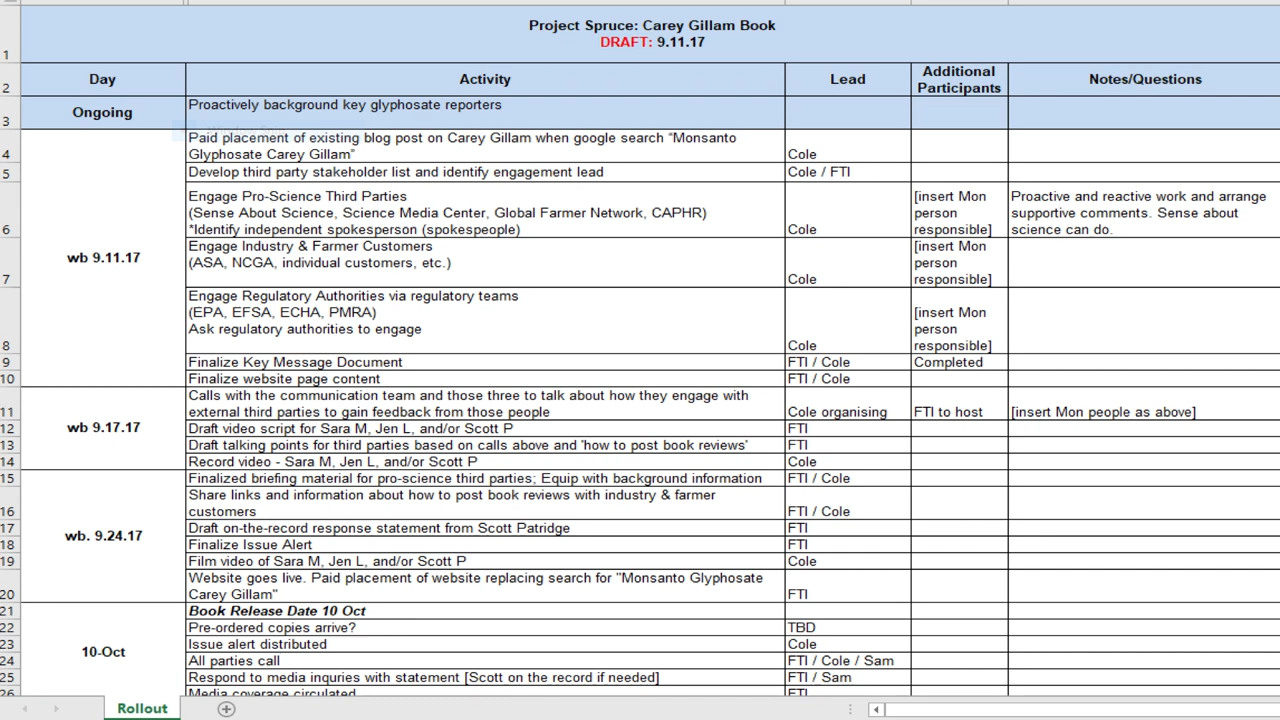 Project Spruce: Carey Gillam Book
DRAFT: 9.11.17
1
2 Day Activity Lead Additional Participants Notes/Questions
3 Ongoing Proactively background key glyphosate reporters
wb 9.11.17
4 Paid placement of existing blog post on Carey Gillam when google search "Monsanto
Glyphosate Carey Gillam" Cole
5 Develop third party stakeholder list and identify engagement lead Cole / FTI
6 Engage Pro-Science Third Parties
(Sense About Science, Science Media Center, Global Farmer Network, CAPHR)
*Identify independent spokesperson (spokespeople) Cole
[insert Mon
person
responsible]
Proactive and reactive work and arrange
supportive comments. Sense about
science can do.
7 Engage Industry & Farmer Customers
(ASA, NCGA, individual customers, etc.) Cole
[insert Mon
person
responsible]
8 Engage Regulatory Authorities via regulatory teams
(EPA, EFSA, ECHA, PMRA)
Ask regulatory authorities to engage Cole
[insert Mon
person
responsible]
9 Finalize Key Message Document FTI / Cole Completed
10 Finalize website page content FTI / Cole
wb 9.17.17
11 Calls with the communication team and those three to talk about how they engage with
external third parties to gain feedback from those people Cole organising FTI to host [insert Mon people as above]
12 Draft video script for Sara M, Jen L, and/or Scott P FTI
13 Draft talking points for third parties based on calls above and 'how to post book reviews' FTI
14 Record video - Sara M, Jen L, and/or Scott P Cole
wb. 9.24.17
15 Finalized briefing material for pro-science third parties; Equip with background information FTI / Cole
16 Share links and information about how to post book reviews with industry & farmer
customers FTI / Cole
17 Draft on-the-record response statement from Scott Patridge FTI
18 Finalize Issue Alert FTI
19 Film video of Sara M, Jen L, and/or Scott P Cole
20 Website goes live. Paid placement of website replacing search for "Monsanto Glyphosate
Carey Gillam" FTI
10-Oct
21 Book Release Date 10 Oct
22 Pre-ordered copies arrive? TBD
23 Issue alert distributed Cole
24 All parties call FTI / Cole / Sam
25 Respond to media inquries with statement [Scott on the record if needed] FTI / Sam
26 Media coverage circulated FTI
Rollout